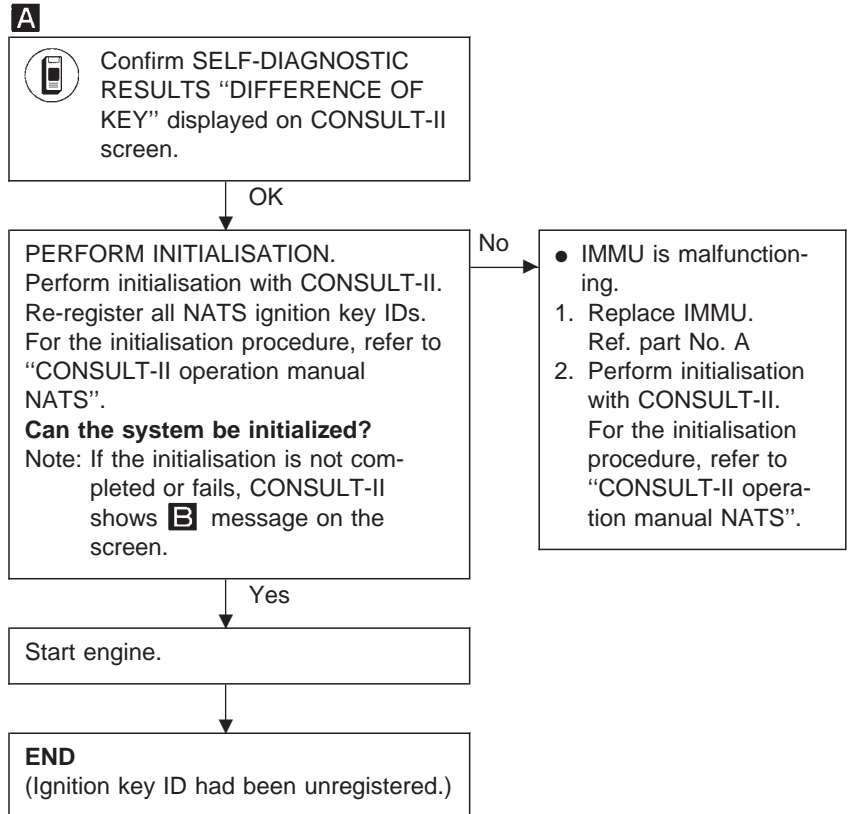 A
Confirm SELF-DIAGNOSTIC
RESULTS ‘‘DIFFERENCE OF
KEY’’ displayed on CONSULT-II
screen.
OK
PERFORM INITIALISATION.
Perform initialisation with CONSULT-II.
Re-register all NATS ignition key IDs.
For the initialisation procedure, refer to
‘‘CONSULT-II operation manual
NATS’’.
Can the system be initialized?
Note: If the initialisation is not com-
pleted or fails, CONSULT-II
shows B message on the
screen.
No
● IMMU is malfunction-
ing.
1. Replace IMMU.
Ref. part No. A
2. Perform initialisation
with CONSULT-II.
For the initialisation
procedure, refer to
‘‘CONSULT-II opera-
tion manual NATS’’.
Yes
Start engine.
END
(Ignition key ID had been unregistered.)